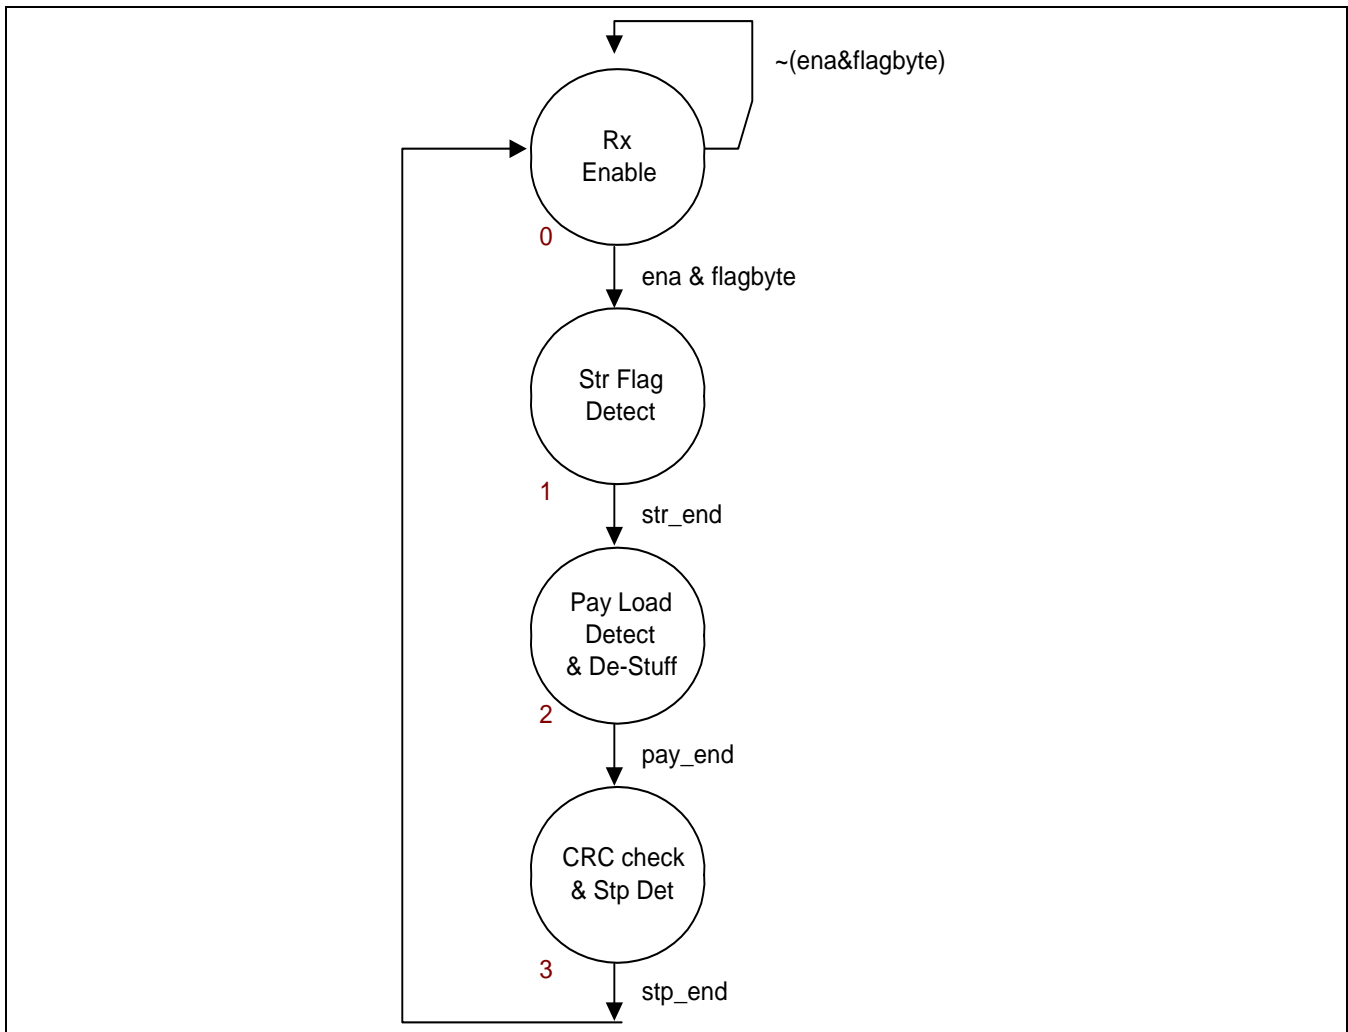 ~(ena&flagbyte)
Rx
Enable
0
ena & flagbyte
Str Flag
Detect
1
str_end
Pay Load
Detect
& De-Stuff
2
pay_end
CRC check
& Stp Det
3
stp_end